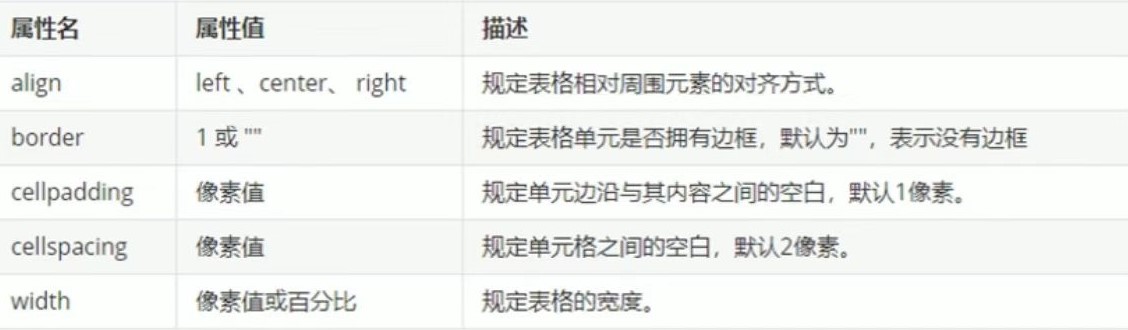 属性名 属性值 描述
align left 、center、 right 规定表格相对周围元素的对齐方式。
border 1 或 "" 规定表格单元是否拥有边框，默认为""，表示没有边框
cellpadding 像素值 规定单元边沿与其内容之间的空白，默认1像素。
cellspacing 像素值 规定单元格之间的空白，默认2像素。
width 像素值或百分比 规定表格的宽度。